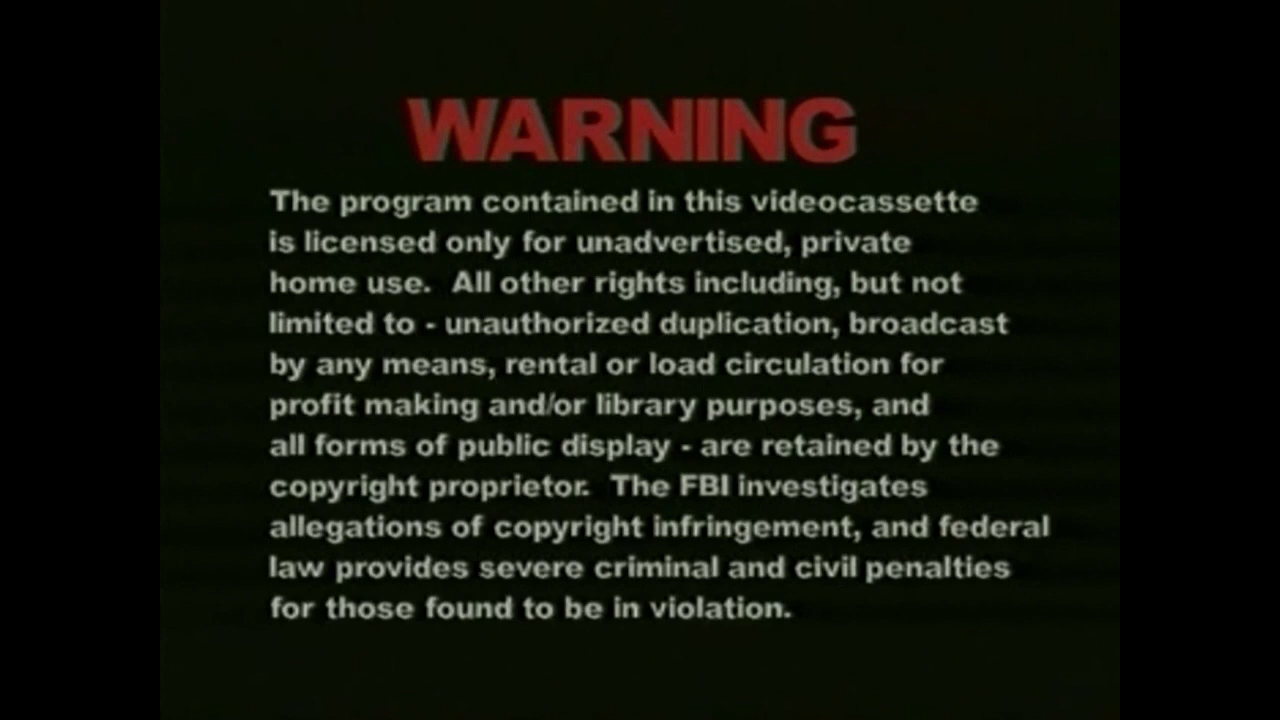 WARNING
The program contained in this videocassette
is licensed only for unadvertised, private
home use.  All other rights including, but not
limited to - unauthorized duplication, broadcast
by any means, rental or load circulation for
profit making and/or library purposes, and
all forms of public display - are retained by the
copyright proprietor.  The FBI investigates
allegations of copyright infringement, and federal
law provides severe criminal and civil penalties
for those found to be in violation.